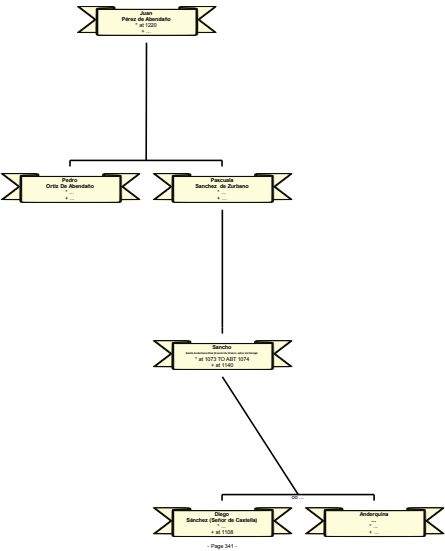 Juan
Pérez de Abendaño
* at 1220
+ ...
Pedro
Ortiz De Abendaño
* ...
+ ...
Pascuala
Sanchez de Zurbano
* ...
+ ...
Sancho
* at 1073 TO ABT 1074
+ at 1140
oo ...
Diego
Sánchez (Señor de Castella)
* ...
+ at 1108
Anderquina
...
* ...
+ ...
- Page 341 -